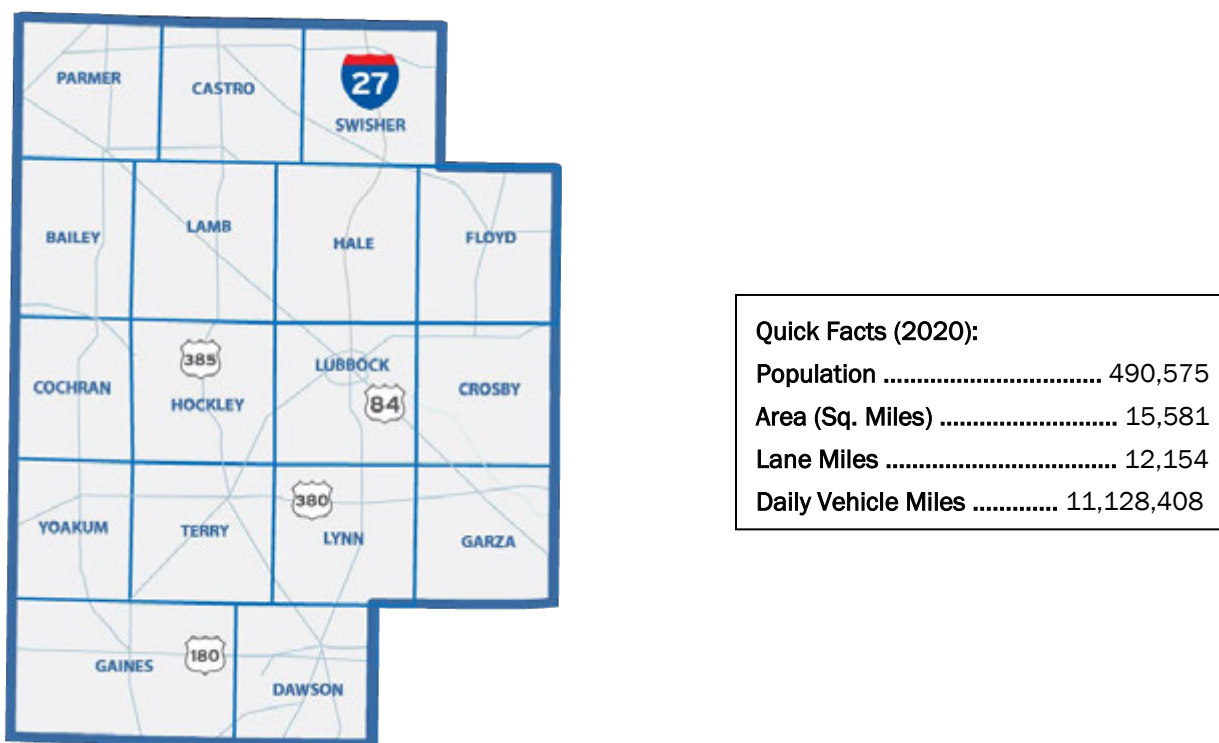 PARMER
CASTRO
27
SWISHER
BAILEY
LAMB
HALE
FLOYD
COCHRAN
385
HOCKLEY
LUBBOCK
84
CROSBY
YOAKUM
TERRY
380
LYNN
GARZA
GAINES
180
DAWSON
Quick Facts (2020):
Population ................................. 490,575
Area (Sq. Miles) ........................... 15,581
Lane Miles ................................... 12,154
Daily Vehicle Miles ............. 11,128,408